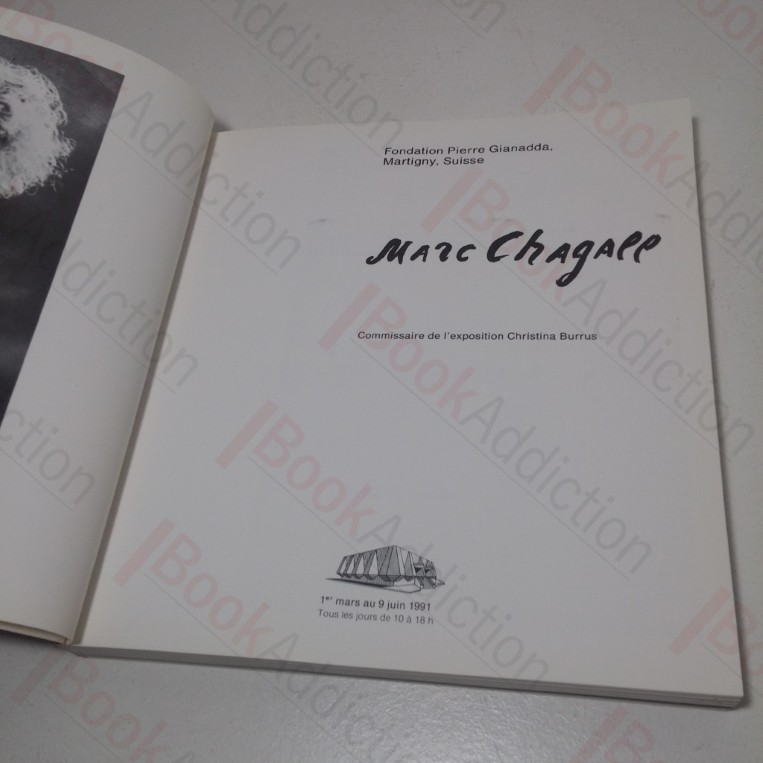 Fondation Pierre Gianadda,
Martigny, Suisse
Marc Chagall
Commissaire de l'exposition Christina Burrus
1er mars au 9 juin 1991
Tous les jours de 10 à 18 h
BookAddiction